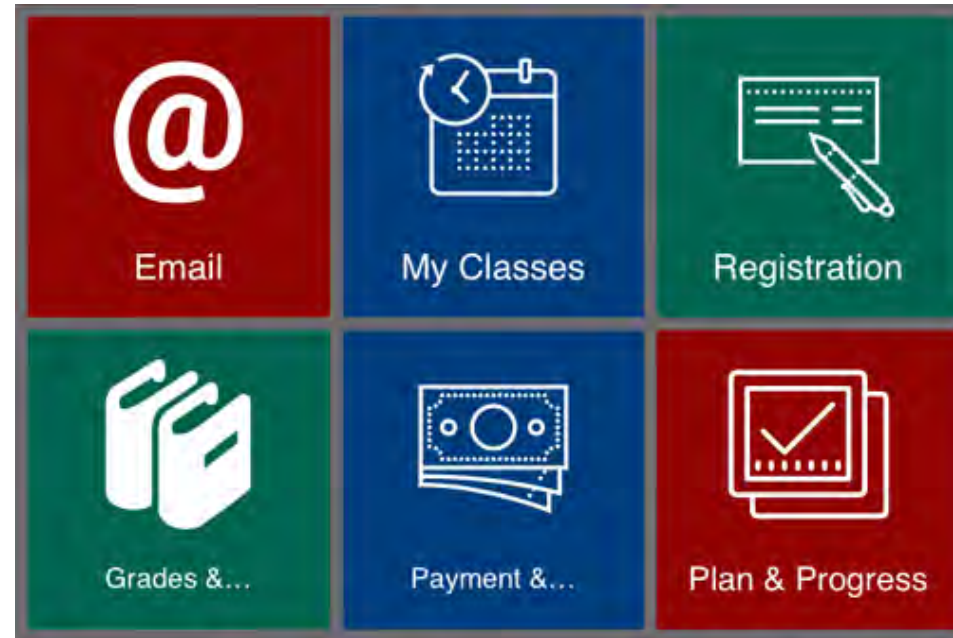 @
Email
My Classes
Registration
Grades &...
Payment &...
Plan & Progress